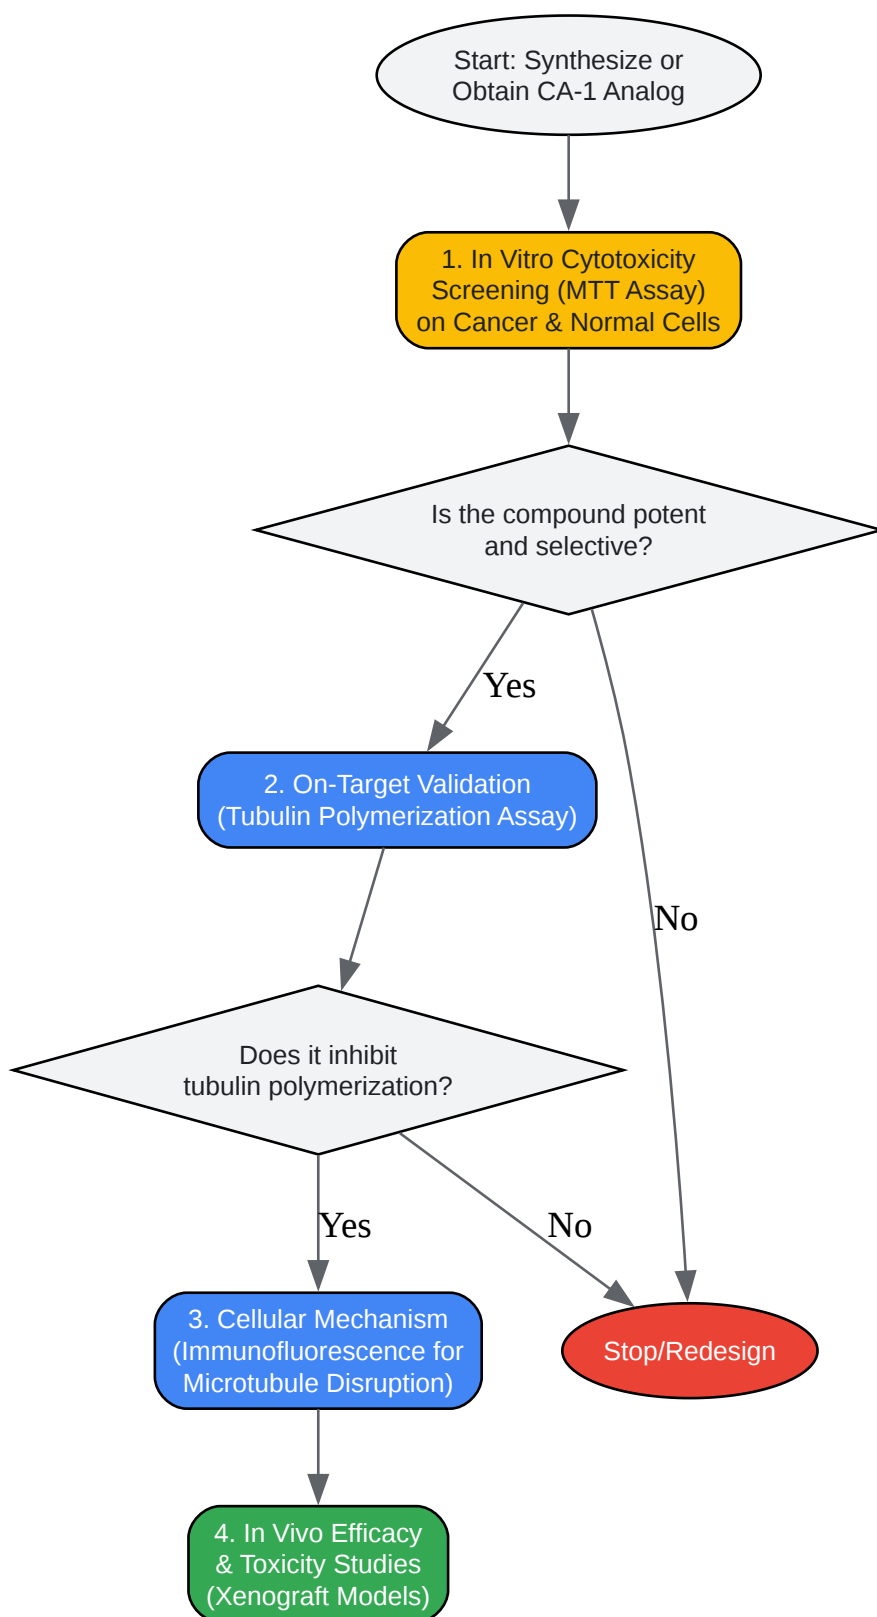 Start: Synthesize or
Obtain CA-1 Analog
1. In Vitro Cytotoxicity
Screening (MTT Assay)
on Cancer & Normal Cells
Is the compound potent
and selective?
Yes
2. On-Target Validation
(Tubulin Polymerization Assay)
No
Does it inhibit
tubulin polymerization?
Yes
No
3. Cellular Mechanism
(Immunofluorescence for
Microtubule Disruption)
Stop/Redesign
4. In Vivo Efficacy
& Toxicity Studies
(Xenograft Models)